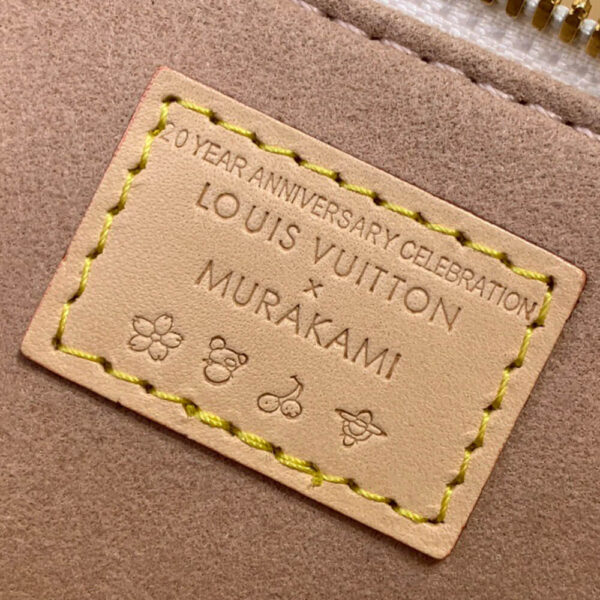 20 YEAR ANNIVERSARY CELEBRATION
LOUIS VUITTON
×
MURAKAMI